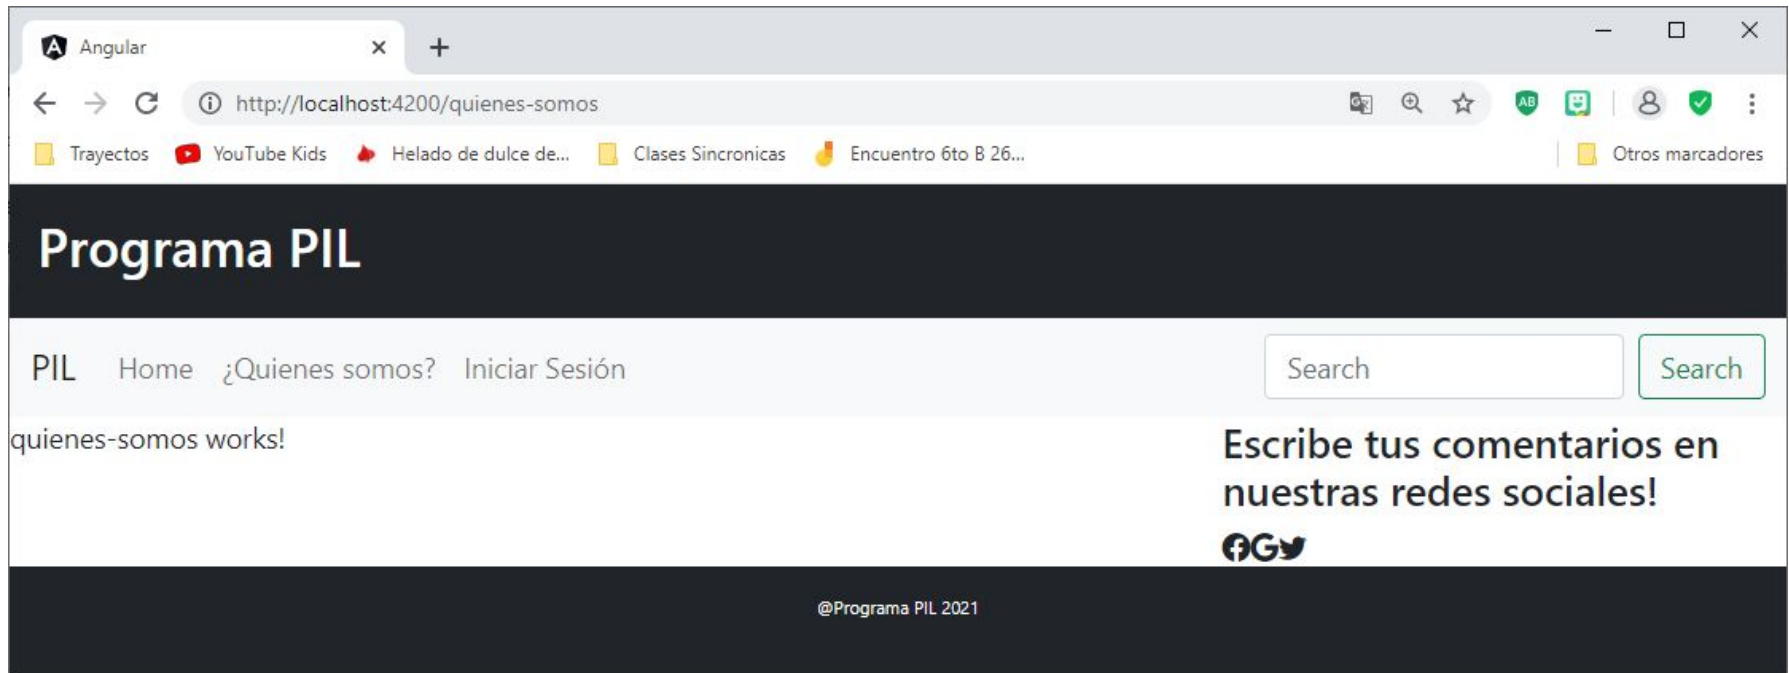 Angular
http://localhost:4200/quienes-somos
Trayectos YouTube Kids Helado de dulce de... Clases Sincronicas Encuentro 6to B 26... Otros marcadores
Programa PIL
PIL Home ¿Quienes somos? Iniciar Sesión Search Search
quienes-somos works!
Escribe tus comentarios en
nuestras redes sociales!
@Programa PIL 2021